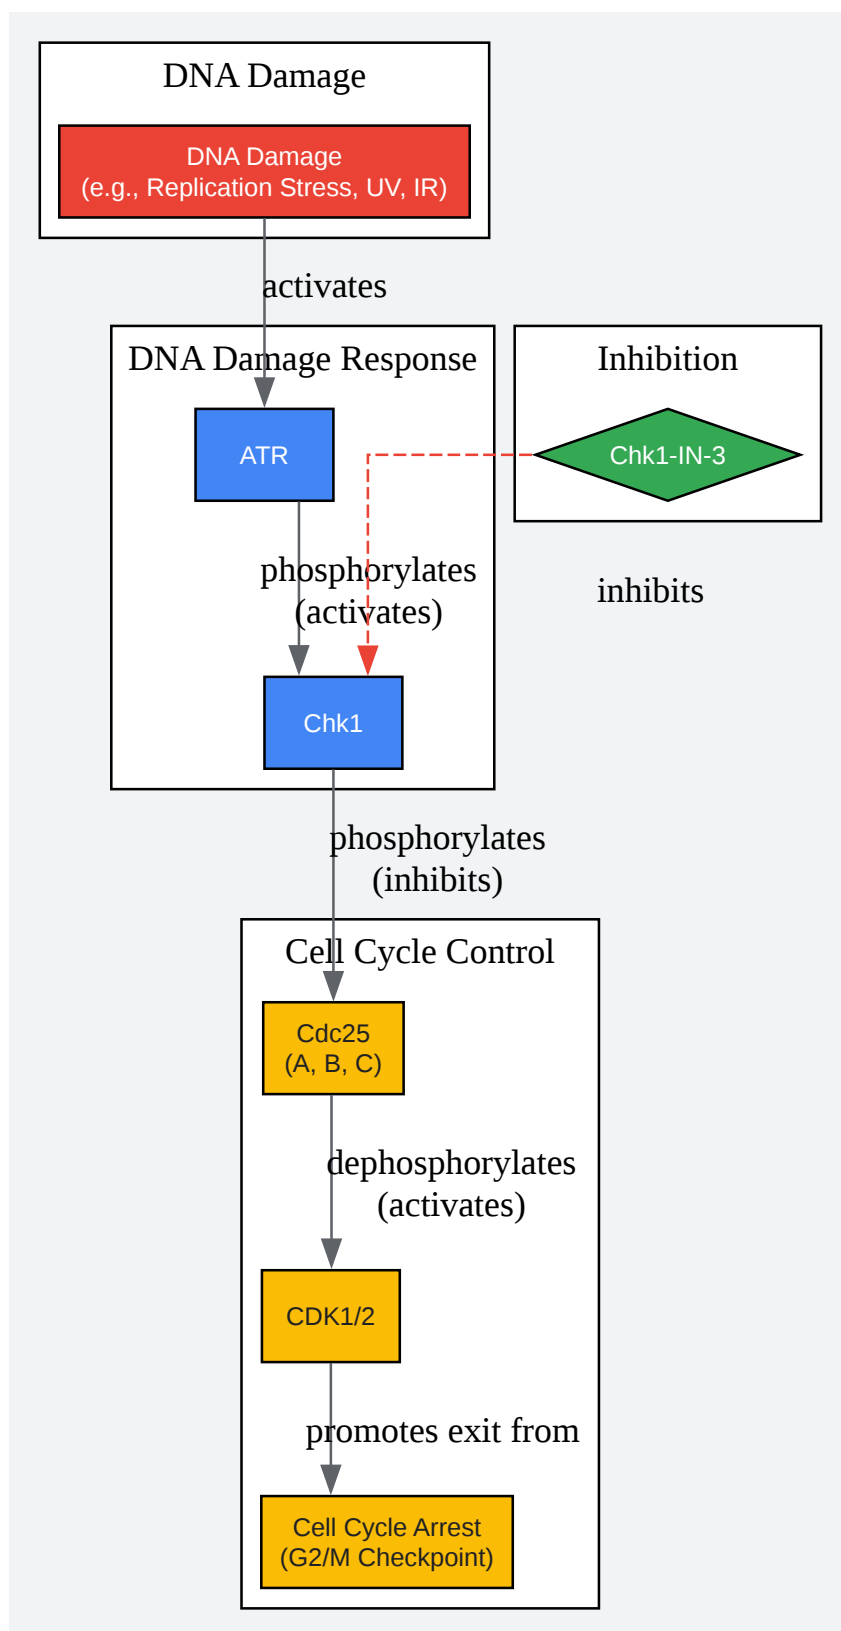 DNA Damage
DNA Damage
(e.g., Replication Stress, UV, IR)
activates
DNA Damage Response
Inhibition
ATR
Chk1-IN-3
phosphorylates
(activates)
inhibits
Chk1
phosphorylates
(inhibits)
Cell Cycle Control
Cdc25
(A, B, C)
dephosphorylates
(activates)
CDK1/2
promotes exit from
Cell Cycle Arrest
(G2/M Checkpoint)